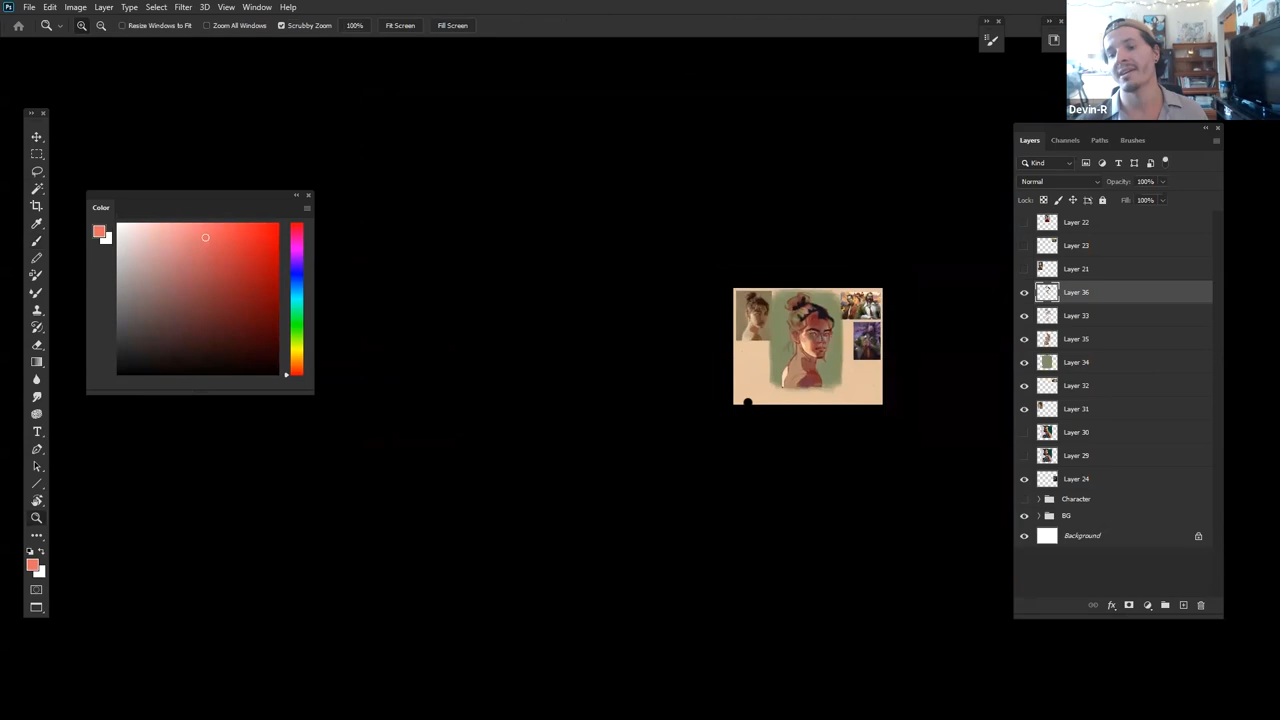 Ps File Edit Image Layer Type Select Filter 3D View Window Help
Resize Windows to Fit Zoom All Windows Scrubby Zoom 100% Fit Screen Fill Screen
Devin-R
Color
Layers Channels Paths Brushes
Kind
Normal Opacity: 100%
Lock: Fill: 100%
Layer 22
Layer 23
Layer 21
Layer 36
Layer 33
Layer 35
Layer 34
Layer 32
Layer 31
Layer 30
Layer 29
Layer 24
Character
BG
Background